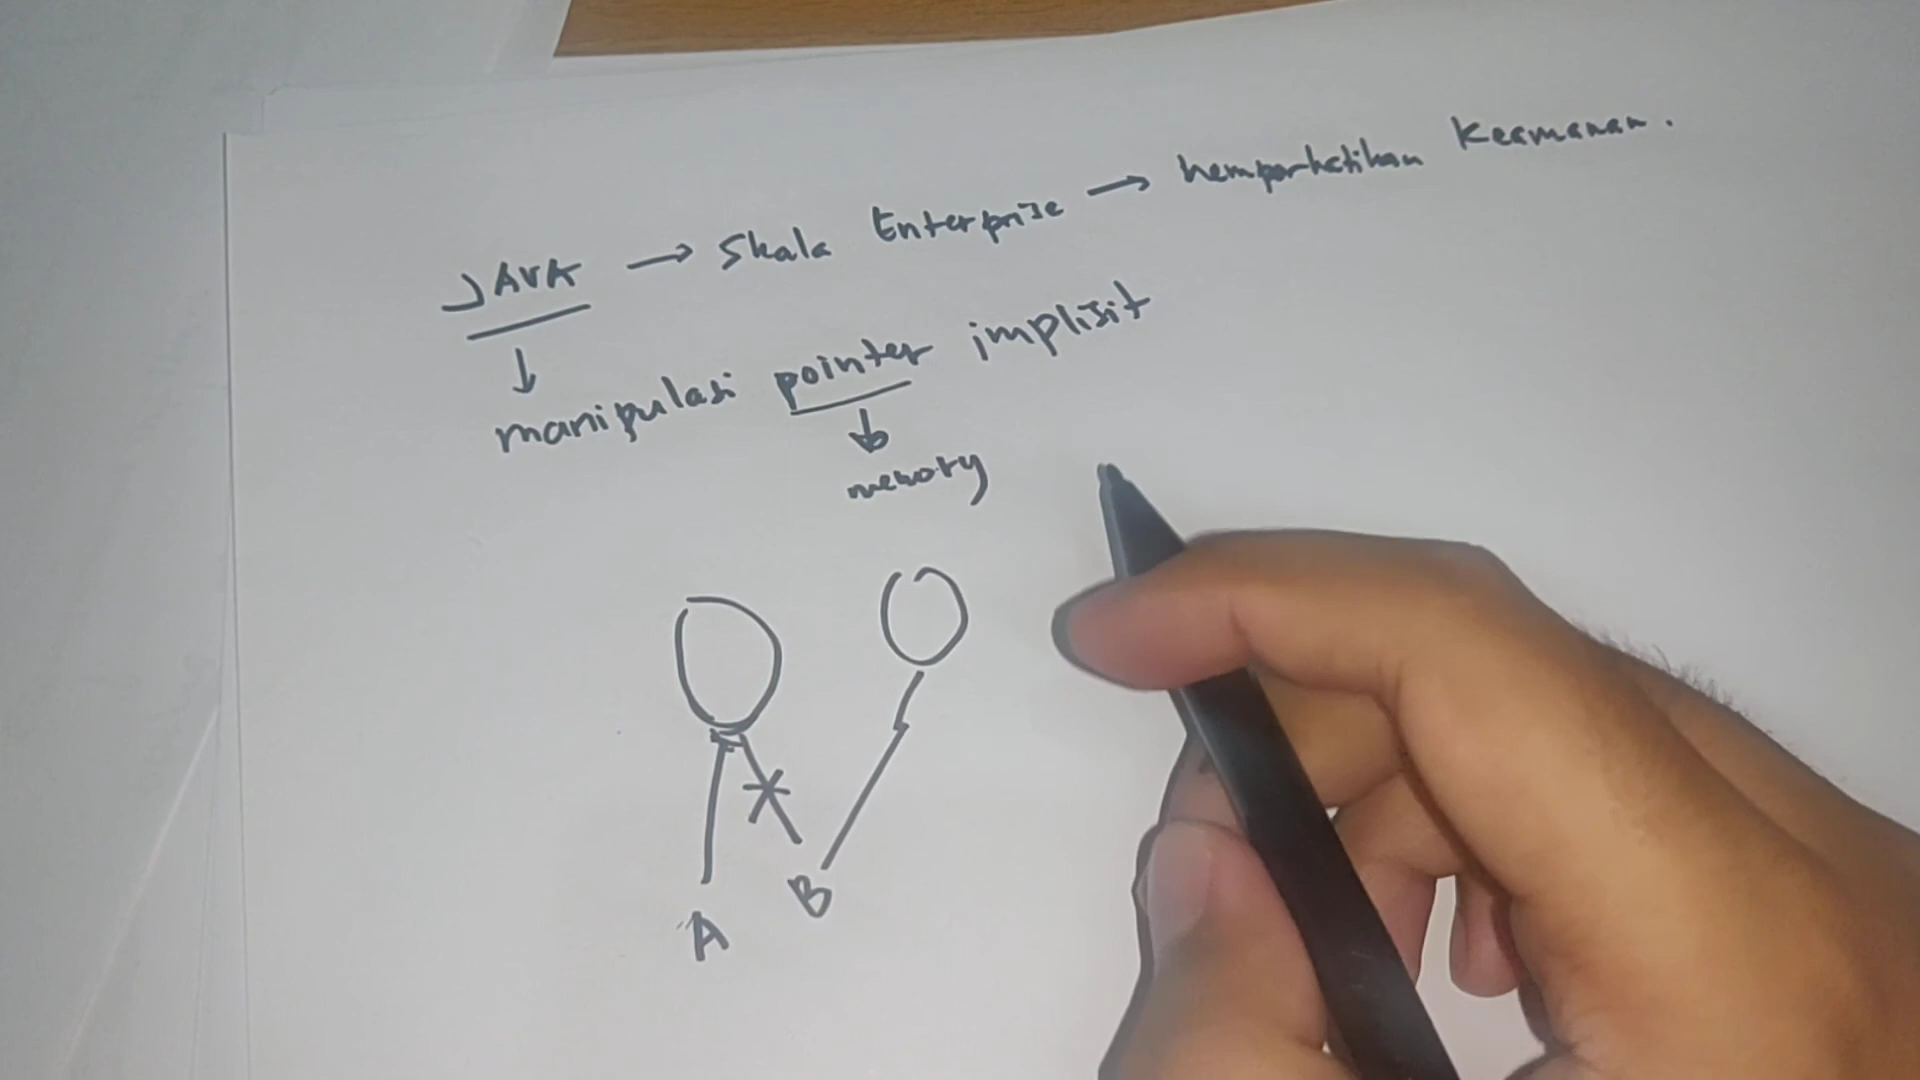 JAVA → Skala Enterprise → memperhatikan Keamanan.
↓
manipulasi pointer implisit
↓
memory
A B